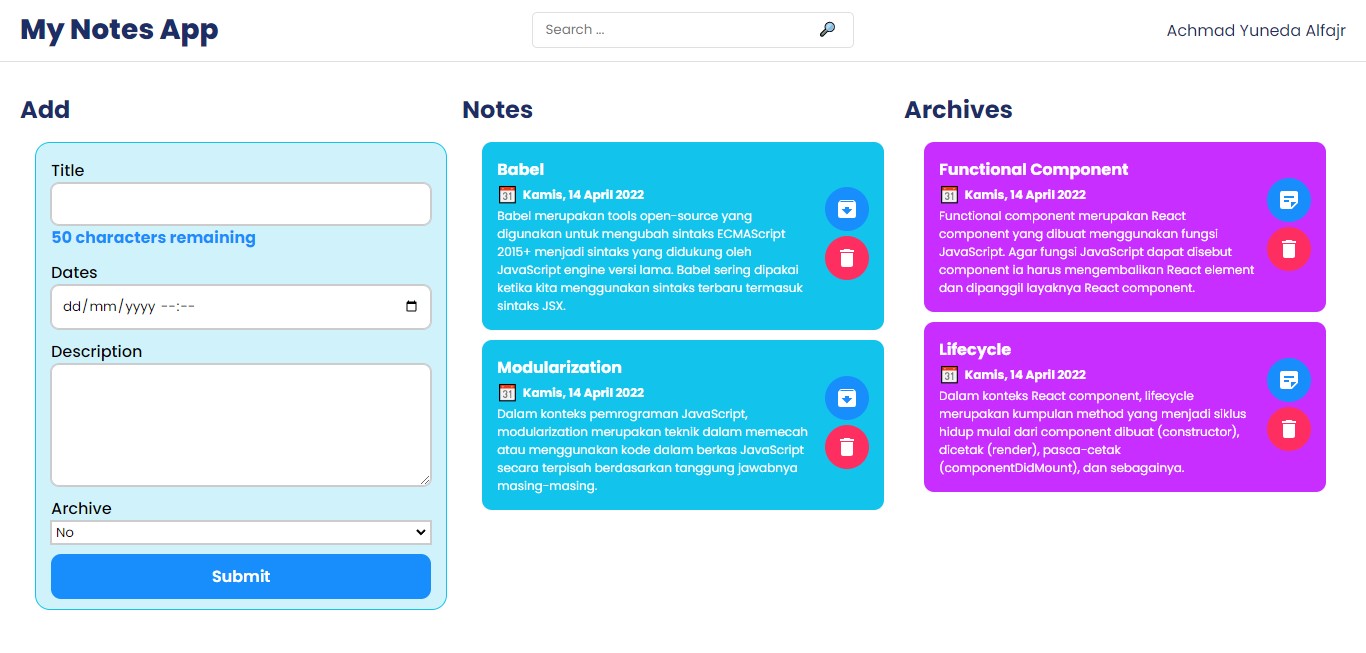 My Notes App
Search ...
Achmad Yuneda Alfajr
Add
Title
50 characters remaining
Dates
dd/mm/yyyy --:--
Description
Archive
No
Submit
Notes
Babel
31 Kamis, 14 April 2022
Babel merupakan tools open-source yang
digunakan untuk mengubah sintaks ECMAScript
2015+ menjadi sintaks yang didukung oleh
JavaScript engine versi lama. Babel sering dipakai
ketika kita menggunakan sintaks terbaru termasuk
sintaks JSX.
Modularization
31 Kamis, 14 April 2022
Dalam konteks pemrograman JavaScript,
modularization merupakan teknik dalam memecah
atau menggunakan kode dalam berkas JavaScript
secara terpisah berdasarkan tanggung jawabnya
masing-masing.
Archives
Functional Component
31 Kamis, 14 April 2022
Functional component merupakan React
component yang dibuat menggunakan fungsi
JavaScript. Agar fungsi JavaScript dapat disebut
component ia harus mengembalikan React element
dan dipanggil layaknya React component.
Lifecycle
31 Kamis, 14 April 2022
Dalam konteks React component, lifecycle
merupakan kumpulan method yang menjadi siklus
hidup mulai dari component dibuat (constructor),
dicetak (render), pasca-cetak
(componentDidMount), dan sebagainya.